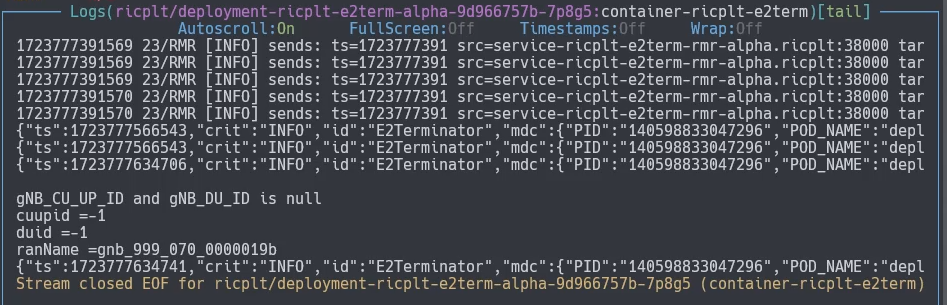 Logs(ricplt/deployment-ricplt-e2term-alpha-9d966757b-7p8g5:container-ricplt-e2term)[tail]
Autoscroll:On FullScreen:Off Timestamps:Off Wrap:Off
1723777391569 23/RMR [INFO] sends: ts=1723777391 src=service-ricplt-e2term-rmr-alpha.ricplt:38000 tar
1723777391569 23/RMR [INFO] sends: ts=1723777391 src=service-ricplt-e2term-rmr-alpha.ricplt:38000 tar
1723777391569 23/RMR [INFO] sends: ts=1723777391 src=service-ricplt-e2term-rmr-alpha.ricplt:38000 tar
1723777391570 23/RMR [INFO] sends: ts=1723777391 src=service-ricplt-e2term-rmr-alpha.ricplt:38000 tar
1723777391570 23/RMR [INFO] sends: ts=1723777391 src=service-ricplt-e2term-rmr-alpha.ricplt:38000 tar
{"ts":1723777566543,"crit":"INFO","id":"E2Terminator","mdc":{"PID":"140598833047296","POD_NAME":"depl
{"ts":1723777566543,"crit":"INFO","id":"E2Terminator","mdc":{"PID":"140598833047296","POD_NAME":"depl
{"ts":1723777634706,"crit":"INFO","id":"E2Terminator","mdc":{"PID":"140598833047296","POD_NAME":"depl
gNB_CU_UP_ID and gNB_DU_ID is null
cuupid =-1
duid =-1
ranName =gnb_999_070_0000019b
{"ts":1723777634741,"crit":"INFO","id":"E2Terminator","mdc":{"PID":"140598833047296","POD_NAME":"depl
Stream closed EOF for ricplt/deployment-ricplt-e2term-alpha-9d966757b-7p8g5 (container-ricplt-e2term)